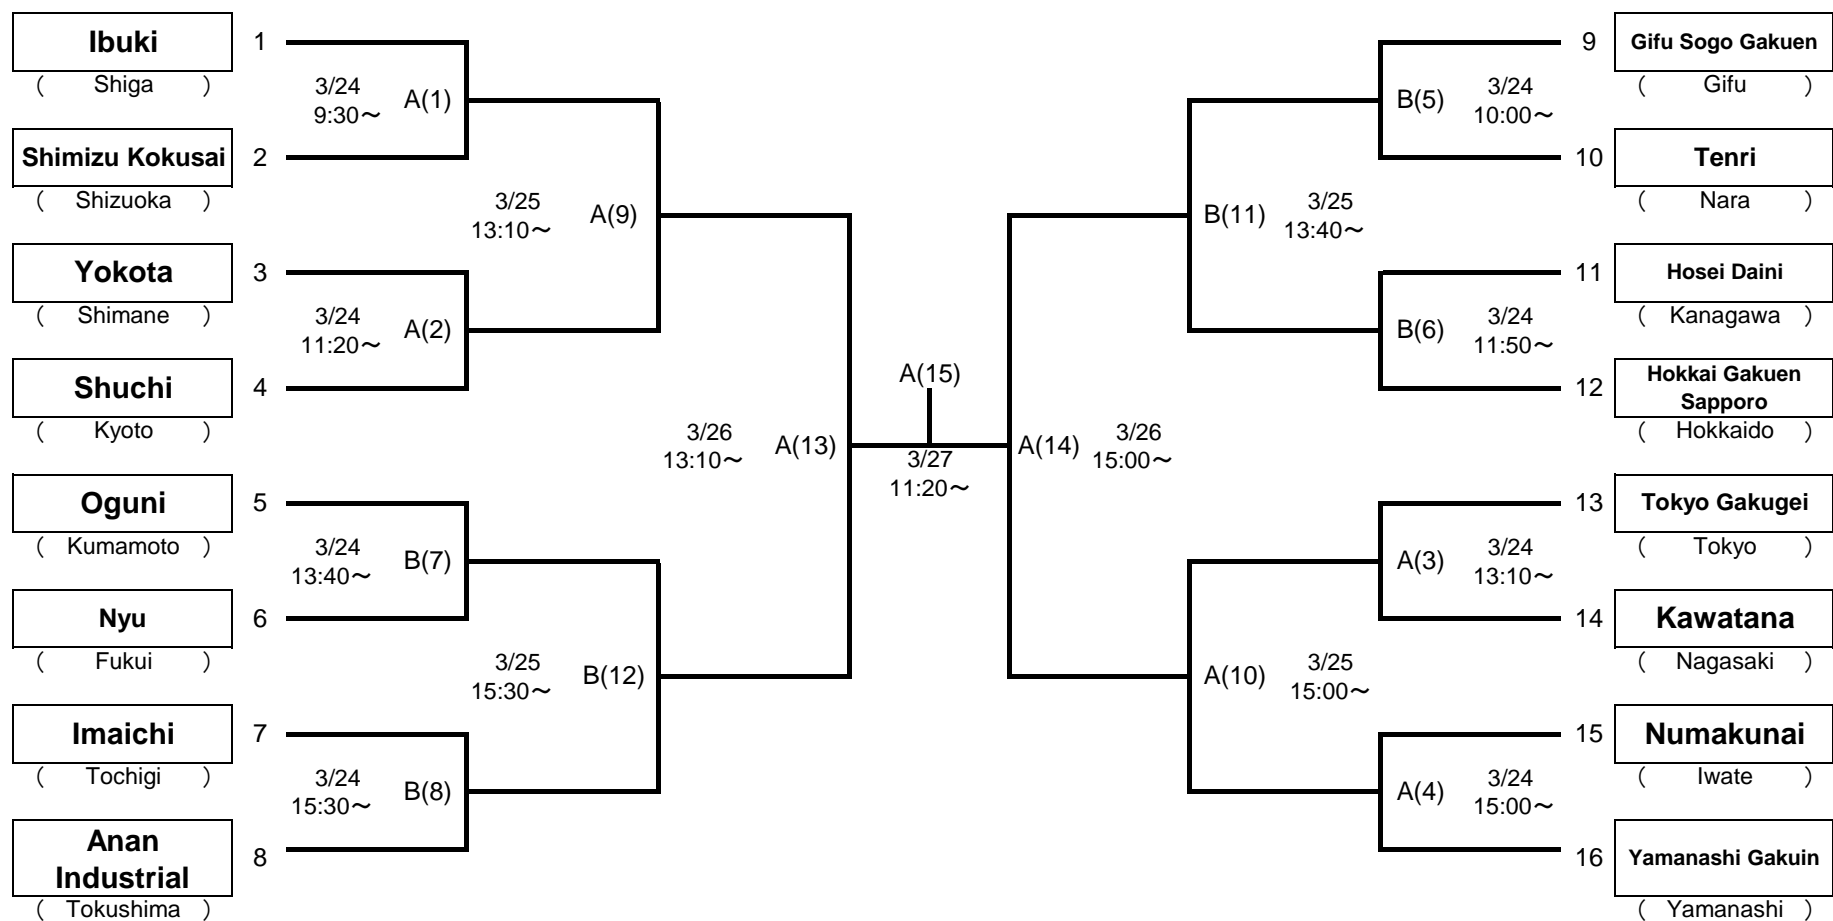 Ibuki
( Shiga )
1
3/24
9:30～
A(1)
Shimizu Kokusai
( Shizuoka )
2
3/25
13:10～
A(9)
Yokota
( Shimane )
3
3/24
11:20～
A(2)
Shuchi
( Kyoto )
4
3/26
13:10～
A(13)
Oguni
( Kumamoto )
5
3/24
13:40～
B(7)
Nyu
( Fukui )
6
3/25
15:30～
B(12)
Imaichi
( Tochigi )
7
3/24
15:30～
B(8)
Anan
Industrial
( Tokushima )
8
A(15)
3/27
11:20～
9
Gifu Sogo Gakuen
( Gifu )
B(5)
3/24
10:00～
10
Tenri
( Nara )
B(11)
3/25
13:40～
11
Hosei Daini
( Kanagawa )
B(6)
3/24
11:50～
12
Hokkai Gakuen
Sapporo
( Hokkaido )
A(14)
3/26
15:00～
13
Tokyo Gakugei
( Tokyo )
A(3)
3/24
13:10～
14
Kawatana
( Nagasaki )
A(10)
3/25
15:00～
15
Numakunai
( Iwate )
A(4)
3/24
15:00～
16
Yamanashi Gakuin
( Yamanashi )